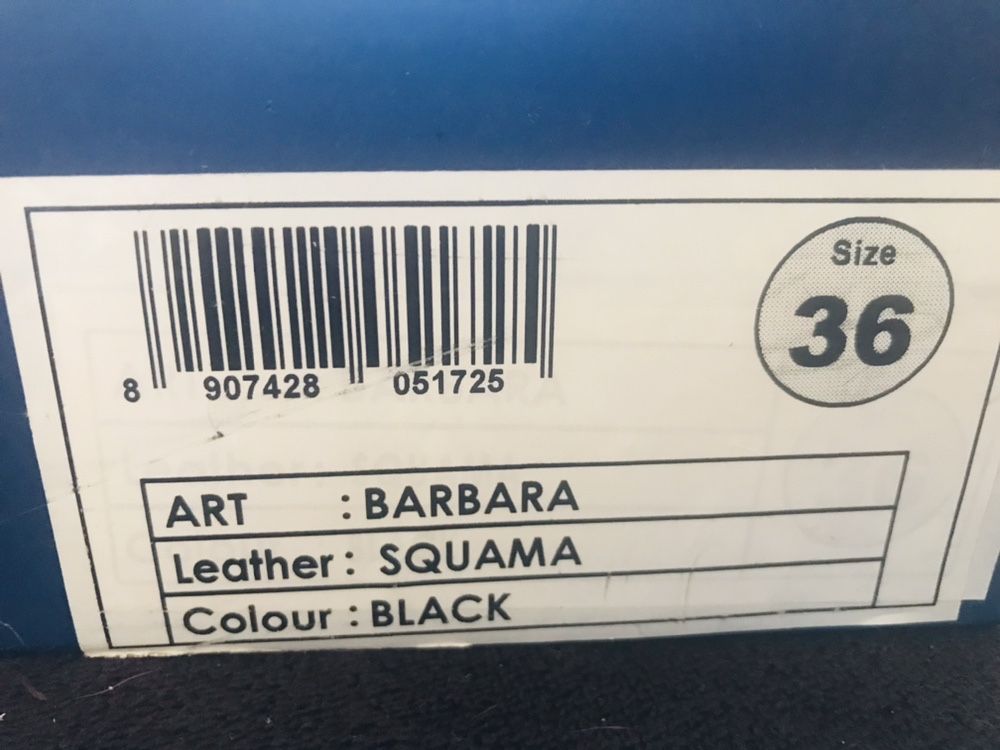 Size
36
8 907428 051725
ART : BARBARA
Leather : SQUAMA
Colour : BLACK